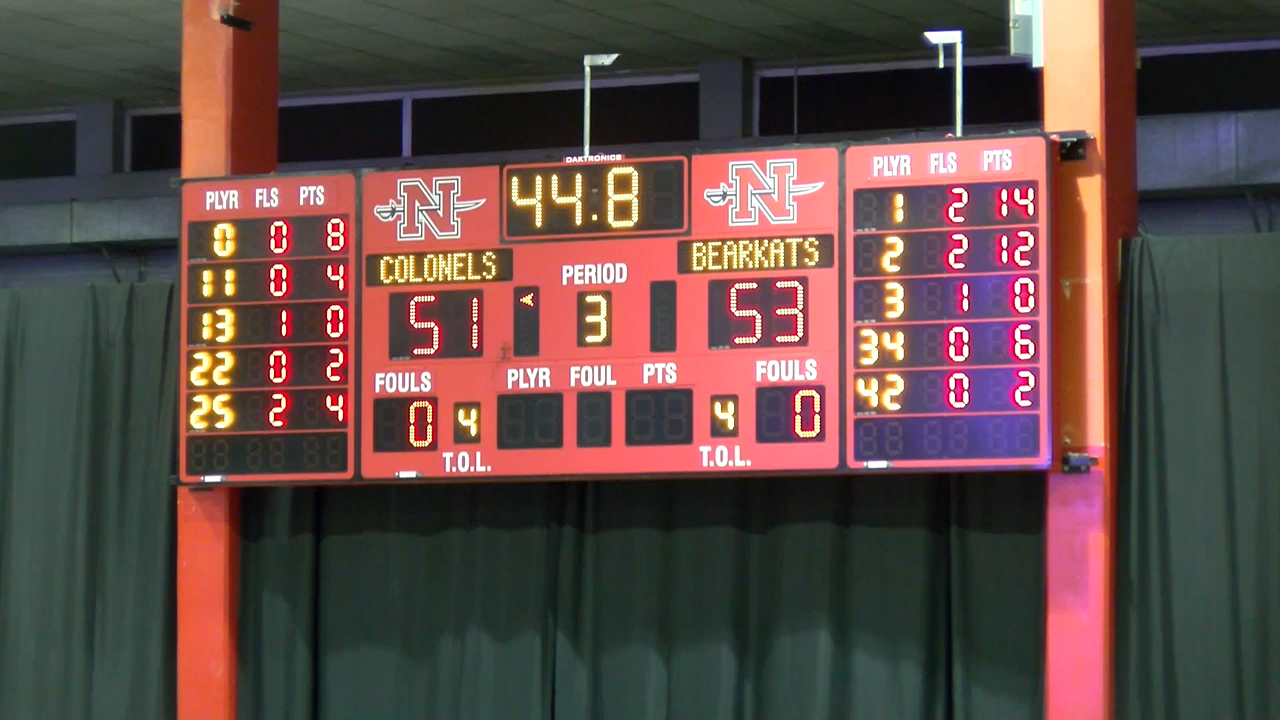 DAKTRONICS
PLYR FLS PTS
0 0 8
11 0 4
13 1 0
22 0 2
25 2 4
N
44.8
N
COLONELS
BEARKATS
PERIOD
51
A
3
53
FOULS
PLYR FOUL PTS
FOULS
0 4
4 0
T.O.L.
T.O.L.
PLYR FLS PTS
1 2 14
2 2 12
3 1 0
34 0 6
42 0 2